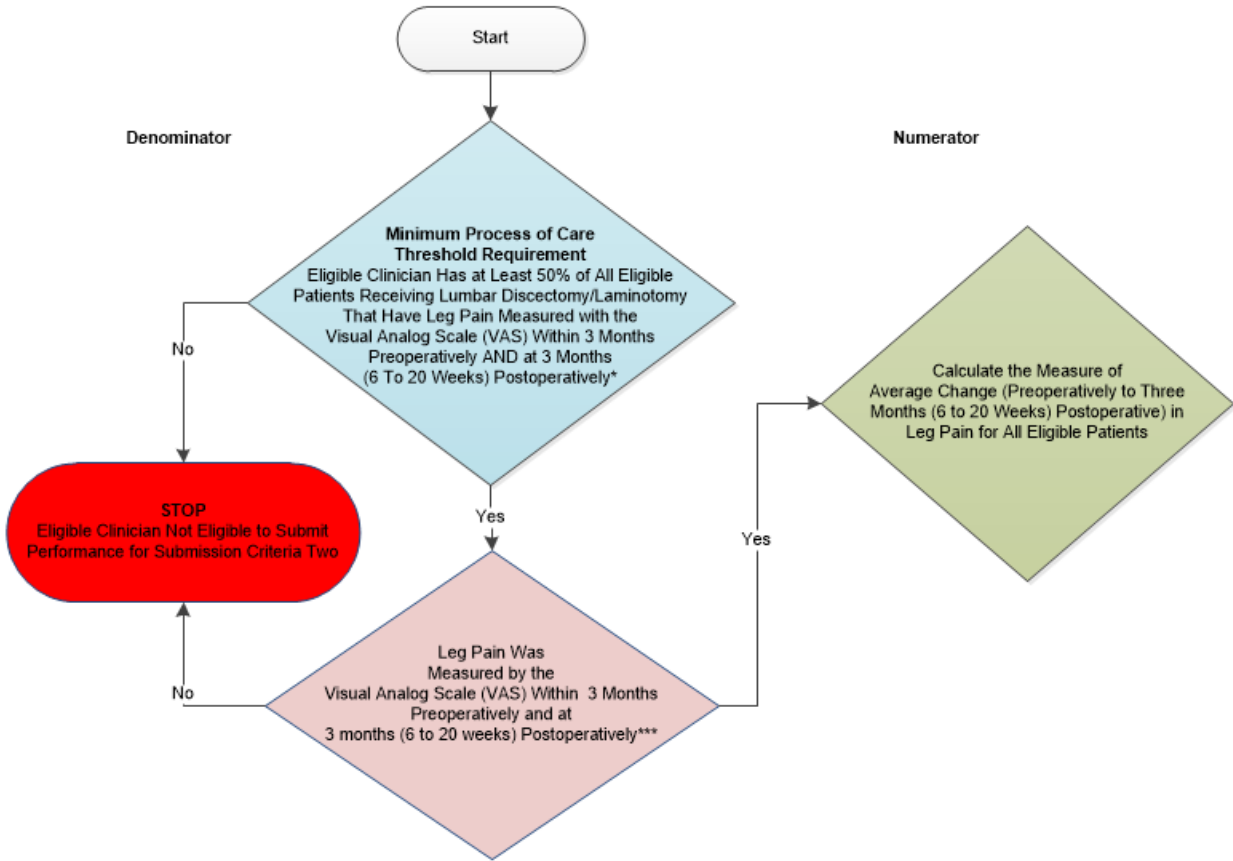 Start
Denominator
Numerator
Minimum Process of Care
Threshold Requirement
Eligible Clinician Has at Least 50% of All Eligible
Patients Receiving Lumbar Discectomy/Laminotomy
That Have Leg Pain Measured with the
Visual Analog Scale (VAS) Within 3 Months
Preoperatively AND at 3 Months
(6 To 20 Weeks) Postoperatively*
No
Yes
STOP
Eligible Clinician Not Eligible to Submit
Performance for Submission Criteria Two
No
Leg Pain Was
Measured by the
Visual Analog Scale (VAS) Within 3 Months
Preoperatively and at
3 months (6 to 20 weeks) Postoperatively***
Yes
Calculate the Measure of
Average Change (Preoperatively to Three
Months (6 to 20 Weeks) Postoperative) in
Leg Pain for All Eligible Patients